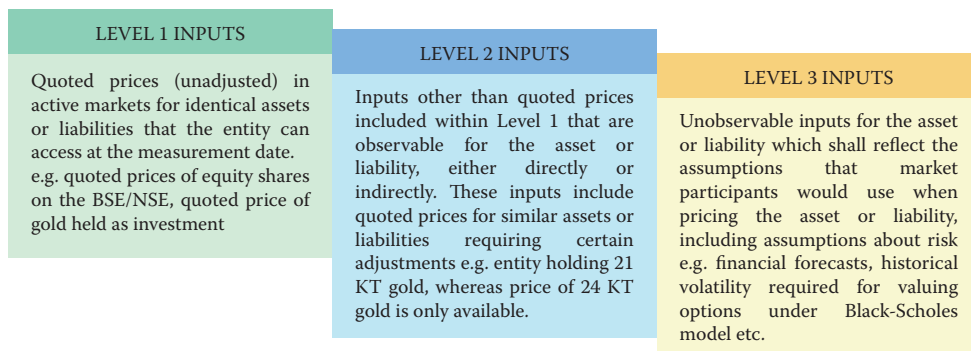 LEVEL 1 INPUTS
Quoted prices (unadjusted) in
active markets for identical assets
or liabilities that the entity can
access at the measurement date.
e.g. quoted prices of equity shares
on the BSE/NSE, quoted price of
gold held as investment
LEVEL 2 INPUTS
Inputs other than quoted prices
included within Level 1 that are
observable for the asset or
liability, either directly or
indirectly. These inputs include
quoted prices for similar assets or
liabilities requiring certain
adjustments e.g. entity holding 21
KT gold, whereas price of 24 KT
gold is only available.
LEVEL 3 INPUTS
Unobservable inputs for the asset
or liability which shall reflect the
assumptions that market
participants would use when
pricing the asset or liability,
including assumptions about risk
e.g. financial forecasts, historical
volatility required for valuing
options under Black-Scholes
model etc.